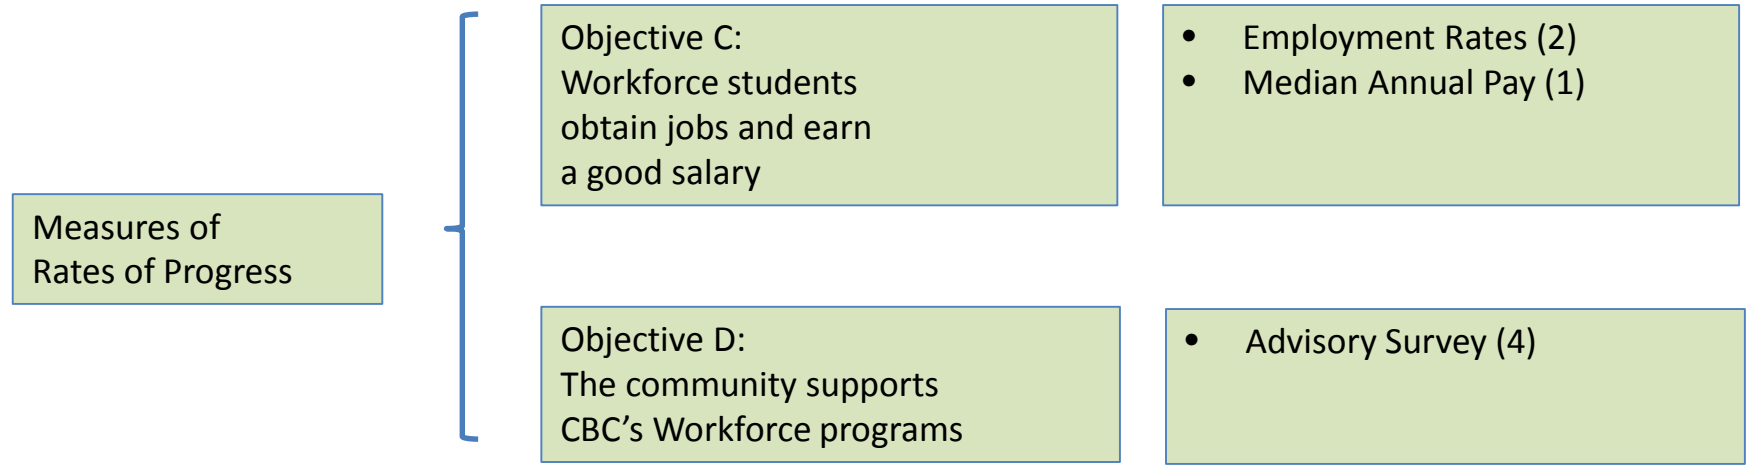 Measures of
Rates of Progress
Objective C:
Workforce students
obtain jobs and earn
a good salary
• Employment Rates (2)
• Median Annual Pay (1)
Objective D:
The community supports
CBC’s Workforce programs
• Advisory Survey (4)